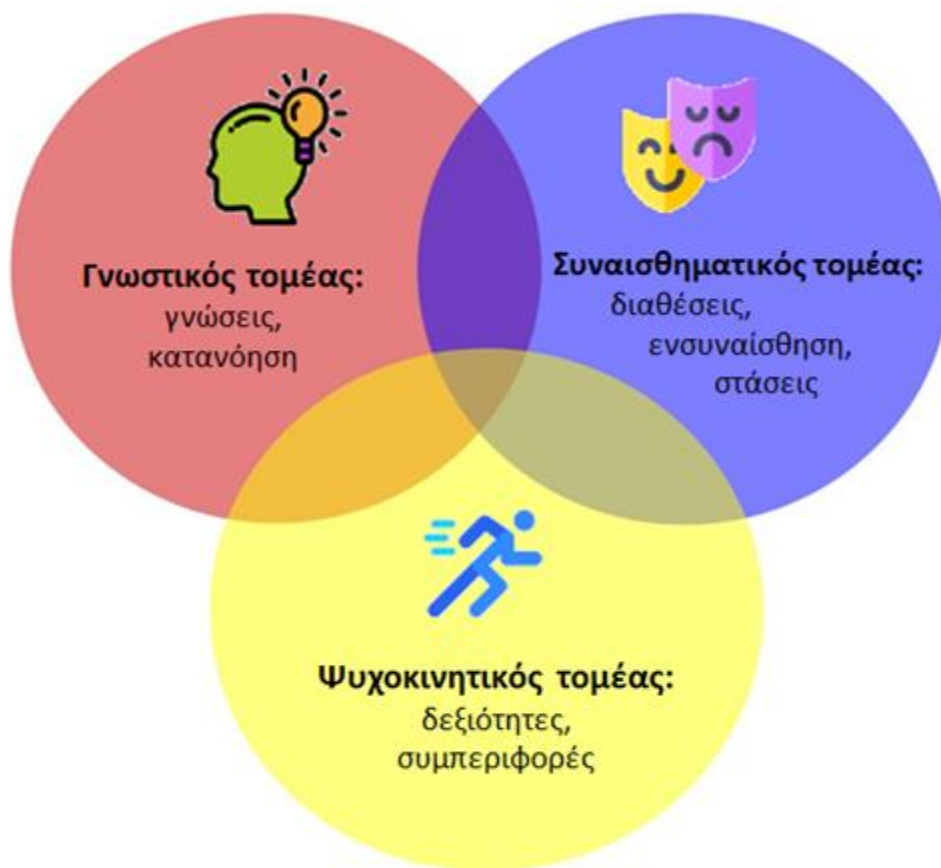 Γνωστικός τομέας:
γνώσεις,
κατανόηση
Συναισθηματικός τομέας:
διαθέσεις,
ενσυναίσθηση,
στάσεις
Ψυχοκινητικός τομέας:
δεξιότητες,
συμπεριφορές